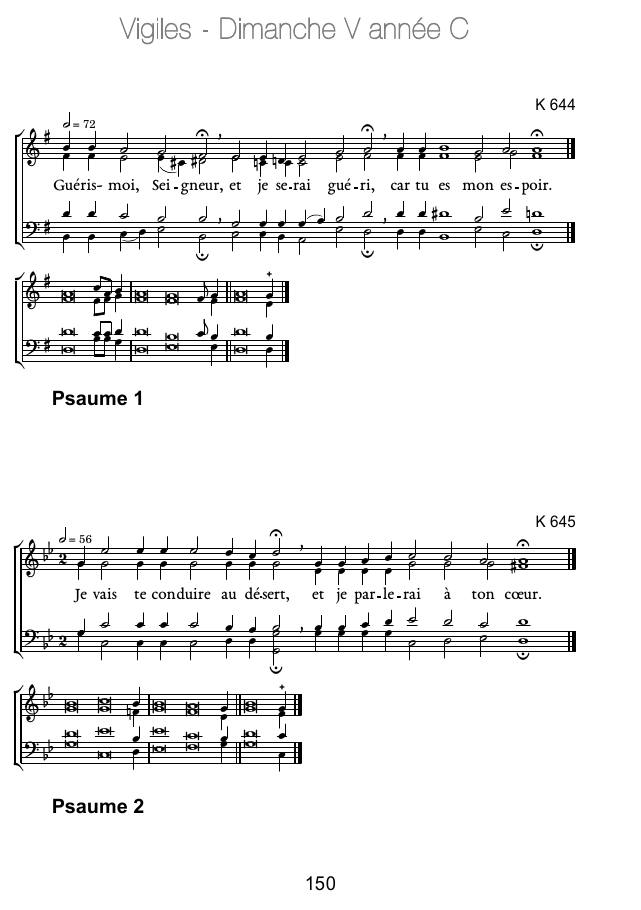 Vigiles - Dimanche V année C
K 644
= 72
Guéris-moi, Sei-gneur, et je se-rai gué-ri, car tu es mon es-poir.
Psaume 1
K 645
= 56
Je vais te conduire au désert, et je par-le-rai à ton cœur.
Psaume 2
150